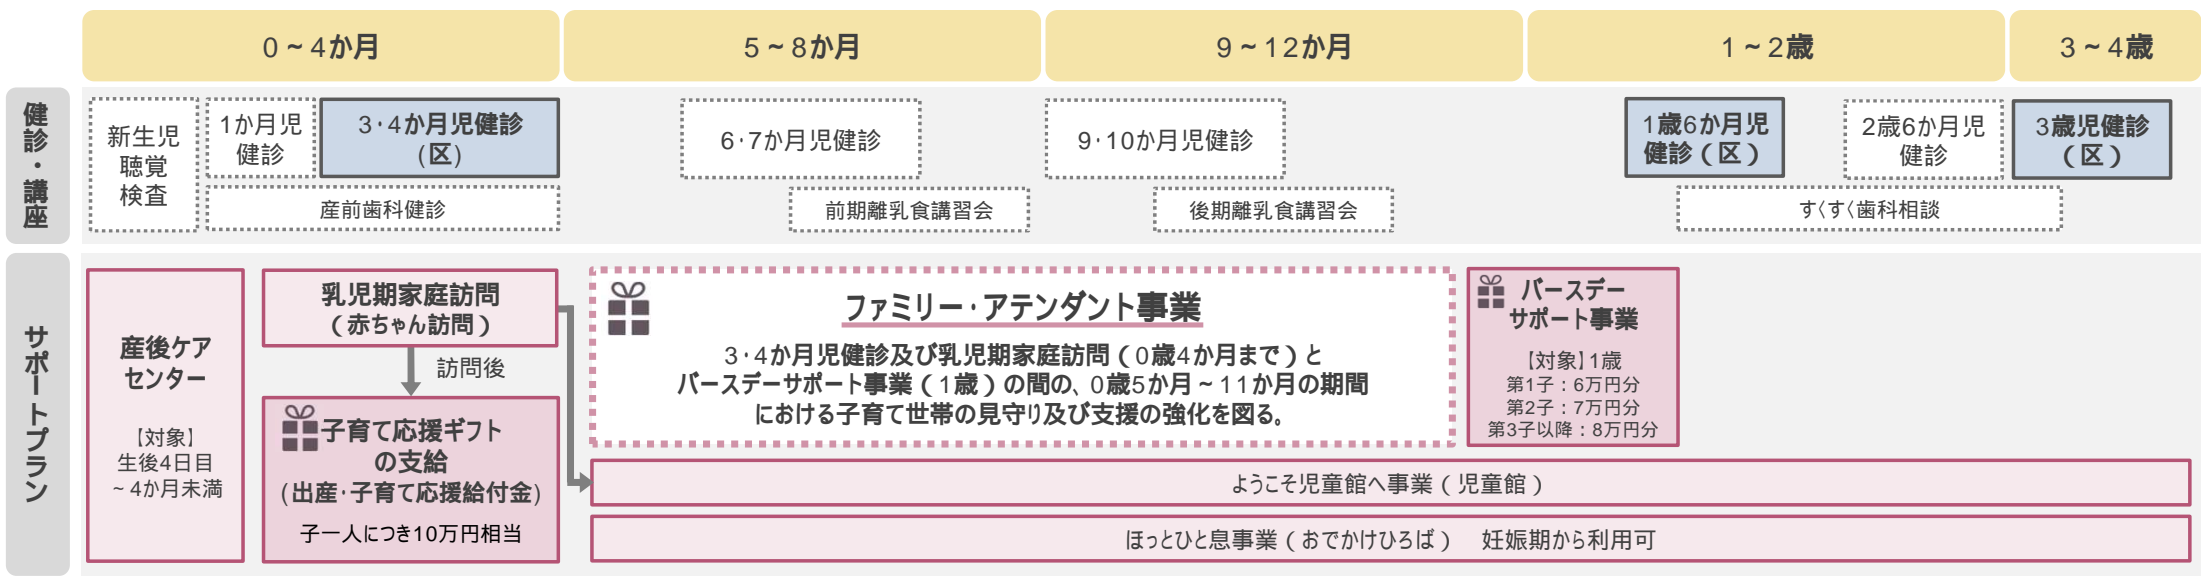 0～4か月
5～8か月
9～12か月
1～2歳
3～4歳
健診・講座
新生児
聴覚
検査
1か月児
健診
3・4か月児健診
(区)
6・7か月児健診
9・10か月児健診
1歳6か月児
健診（区）
2歳6か月児
健診
3歳児健診
（区）
産前歯科健診
前期離乳食講習会
後期離乳食講習会
すくすく歯科相談
サポートプラン
産後ケア
センター
【対象】
生後4日目
～4か月未満
乳児期家庭訪問
（赤ちゃん訪問）
訪問後
子育て応援ギフト
の支給
(出産・子育て応援給付金)
子一人につき10万円相当
ファミリー・アテンダント事業
3・4か月児健診及び乳児期家庭訪問（0歳4か月まで）と
バースデーサポート事業（1歳）の間の、0歳5か月～11か月の期間
における子育て世帯の見守り及び支援の強化を図る。
バースデー
サポート事業
【対象】1歳
第1子：6万円分
第2子：7万円分
第3子以降：8万円分
ようこそ児童館へ事業（児童館）
ほっとひと息事業（おでかけひろば）　妊娠期から利用可